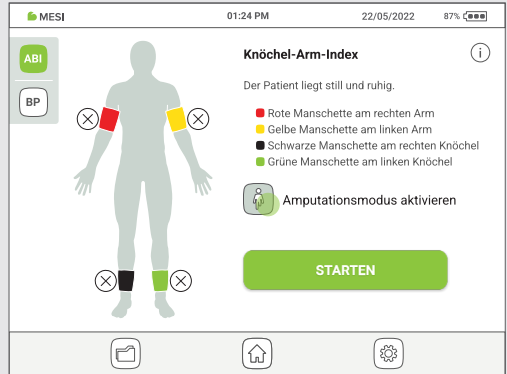 MESI
01:24 PM
22/05/2022
87%
ABI
BP
Knöchel-Arm-Index
i
Der Patient liegt still und ruhig.
Rote Manschette am rechten Arm
Gelbe Manschette am linken Arm
Schwarze Manschette am rechten Knöchel
Grüne Manschette am linken Knöchel
Amputationsmodus aktivieren
STARTEN